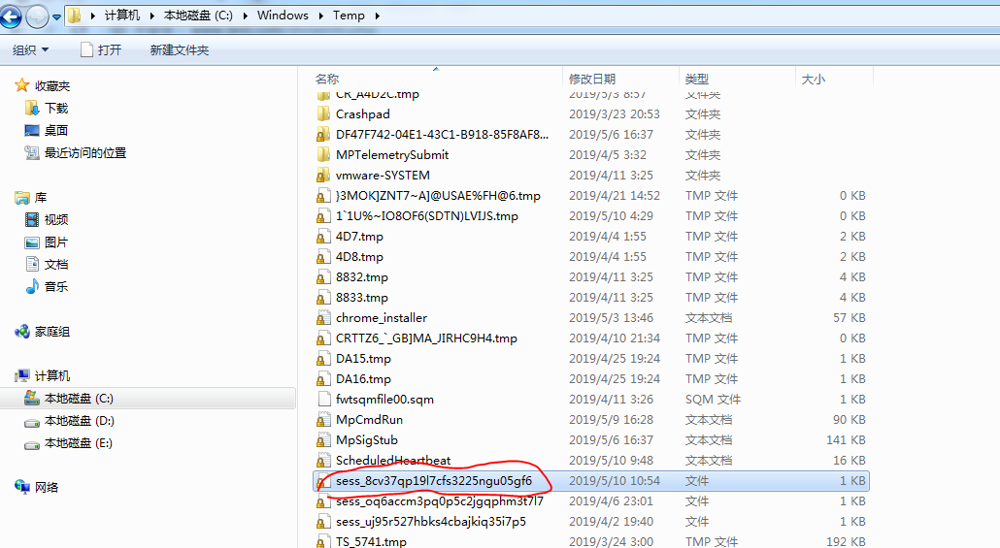 计算机 本地磁盘 (C:) Windows Temp
组织 打开 新建文件夹
收藏夹
下载
桌面
最近访问的位置
库
视频
图片
文档
音乐
家庭组
计算机
本地磁盘 (C:)
本地磁盘 (D:)
本地磁盘 (E:)
网络
名称 修改日期 类型 大小
CR_A4D2C.tmp 2019/5/3 8:57 文件夹
Crashpad 2019/3/23 20:53 文件夹
DF47F742-04E1-43C1-B918-85F8AF8... 2019/5/6 16:37 文件夹
MPTelemetrySubmit 2019/4/5 3:32 文件夹
vmware-SYSTEM 2019/4/11 3:25 文件夹
}3MOK]ZNT7~A]@USAE%FH@6.tmp 2019/4/21 14:52 TMP 文件 0 KB
1`1U%~IO8OF6(SDTN)LVIJS.tmp 2019/5/10 4:29 TMP 文件 0 KB
4D7.tmp 2019/4/4 1:55 TMP 文件 2 KB
4D8.tmp 2019/4/4 1:55 TMP 文件 2 KB
8832.tmp 2019/4/11 3:25 TMP 文件 4 KB
8833.tmp 2019/4/11 3:25 TMP 文件 4 KB
chrome_installer 2019/5/3 13:46 文本文档 57 KB
CRTTZ6_`_GB]MA_JIRHC9H4.tmp 2019/4/10 21:34 TMP 文件 0 KB
DA15.tmp 2019/4/25 19:24 TMP 文件 1 KB
DA16.tmp 2019/4/25 19:24 TMP 文件 1 KB
fwtsqmfile00.sqm 2019/4/11 3:26 SQM 文件 1 KB
MpCmdRun 2019/5/9 16:28 文本文档 90 KB
MpSigStub 2019/5/6 16:37 文本文档 141 KB
ScheduledHeartbeat 2019/5/10 9:48 文本文档 16 KB
sess_8cv37qp19l7cfs3225ngu05gf6 2019/5/10 10:54 文件 1 KB
sess_oq6accm3pq0p5c2jgqphm3t7l7 2019/4/6 23:01 文件 1 KB
sess_uj95r527hbks4cbajkiq35i7p5 2019/4/2 19:40 文件 1 KB
TS_5741.tmp 2019/3/24 3:00 TMP 文件 192 KB